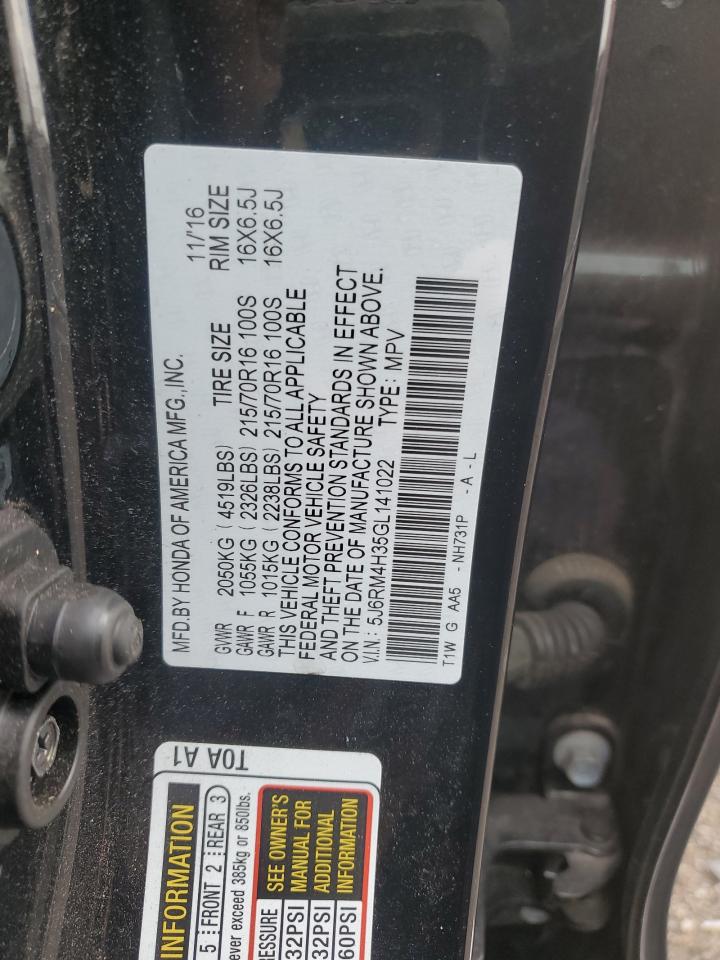 MFD.BY HONDA OF AMERICA MFG.,INC. 11/'16
GVWR 2050KG ( 4519LBS) TIRE SIZE RIM SIZE
GAWR F 1055KG ( 2326LBS) 215 70R16 100S 16X6.5J
GAWR R 1015KG ( 2238LBS) 215 70R16 100S 16X6.5J
THIS VEHICLE CONFORMS TO ALL APPLICABLE
FEDERAL MOTOR VEHICLE SAFETY
AND THEFT PREVENTION STANDARDS IN EFFECT
ON THE DATE OF MANUFACTURE SHOWN ABOVE.
V.I.N.: 5J6RM4H35GL141022 TYPE: MPV
T1W G AA5 - NH731P - A - L
T0A A1
INFORMATION
5 FRONT 2 REAR 3
ever exceed 385kg or 850lbs.
ESSURE SEE OWNER'S
32PSI MANUAL FOR
32PSI ADDITIONAL
60PSI INFORMATION